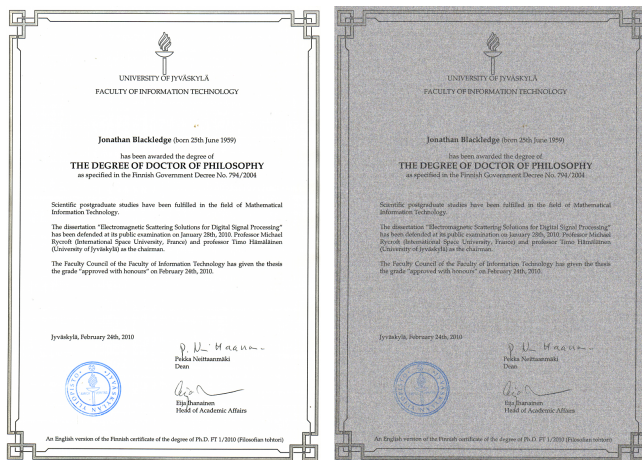 UNIVERSITY OF JYVÄSKYLÄ
FACULTY OF INFORMATION TECHNOLOGY
Jonathan Blackledge (born 25th June 1959)
has been awarded the degree of
THE DEGREE OF DOCTOR OF PHILOSOPHY
as specified in the Finnish Government Decree No. 794/2004
Scientific postgraduate studies have been fulfilled in the field of Mathematical
Information Technology.
The dissertation "Electromagnetic Scattering Solutions for Digital Signal Processing"
has been defended at its public examination on January 28th, 2010. Professor Michael
Rycroft (International Space University, France) and professor Timo Hämäläinen
(University of Jyväskylä) as the chairman.
The Faculty Council of the Faculty of Information Technology has given the thesis
the grade "approved with honours" on February 24th, 2010.
Jyväskylä, February 24th, 2010
Pekka Neittaanmäki
Dean
JYVÄSKYLÄN YLIOPISTO
Eija Ihanainen
Head of Academic Affairs
An English version of the Finnish certificate of the degree of Ph.D. FT 1/2010 (Filosofian tohtori)
UNIVERSITY OF JYVÄSKYLÄ
FACULTY OF INFORMATION TECHNOLOGY
Jonathan Blackledge (born 25th June 1959)
has been awarded the degree of
THE DEGREE OF DOCTOR OF PHILOSOPHY
as specified in the Finnish Government Decree No. 794/2004
Scientific postgraduate studies have been fulfilled in the field of Mathematical
Information Technology.
The dissertation "Electromagnetic Scattering Solutions for Digital Signal Processing"
has been defended at its public examination on January 28th, 2010. Professor Michael
Rycroft (International Space University, France) and professor Timo Hämäläinen
(University of Jyväskylä) as the chairman.
The Faculty Council of the Faculty of Information Technology has given the thesis
the grade "approved with honours" on February 24th, 2010.
Jyväskylä, February 24th, 2010
Pekka Neittaanmäki
Dean
JYVÄSKYLÄN YLIOPISTO
Eija Ihanainen
Head of Academic Affairs
An English version of the Finnish certificate of the degree of Ph.D. FT 1/2010 (Filosofian tohtori)